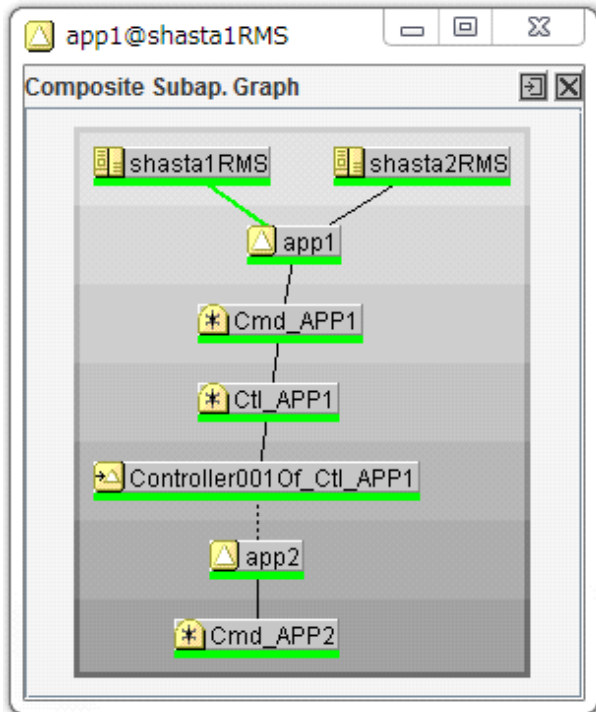 app1@shasta1RMS
Composite Subap. Graph
shasta1RMS shasta2RMS
app1
Cmd_APP1
Ctl_APP1
Controller001Of_Ctl_APP1
app2
Cmd_APP2